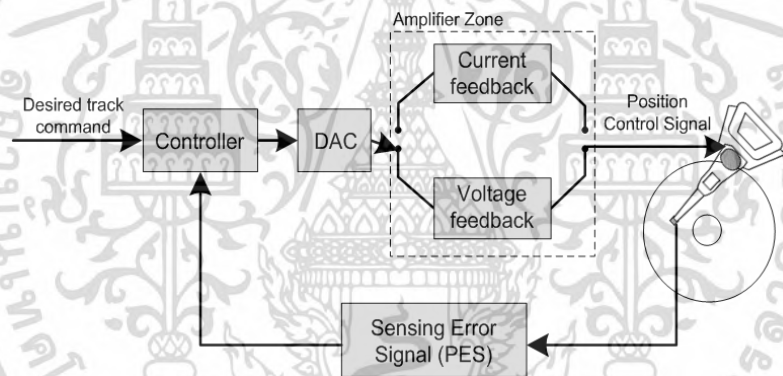 Amplifier Zone
Current
feedback
Desired track
command
Controller
DAC
Position
Control Signal
Voltage
feedback
Sensing Error
Signal (PES)